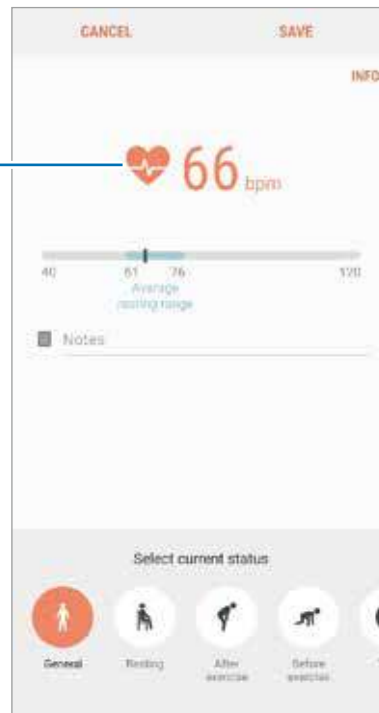 CANCEL SAVE
INFO
66 bpm
40 61 76 120
Average
resting range
Notes
Select current status
General Resting After
exercise Before
exercise